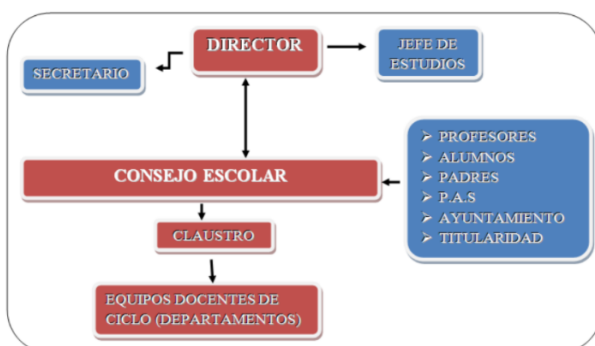 DIRECTOR
JEFE DE
ESTUDIOS
SECRETARIO
CONSEJO ESCOLAR
PROFESORES
ALUMNOS
PADRES
P.A.S
AYUNTAMIENTO
TITULARIDAD
CLAUSTRO
EQUIPOS DOCENTES DE
CICLO (DEPARTAMENTOS)